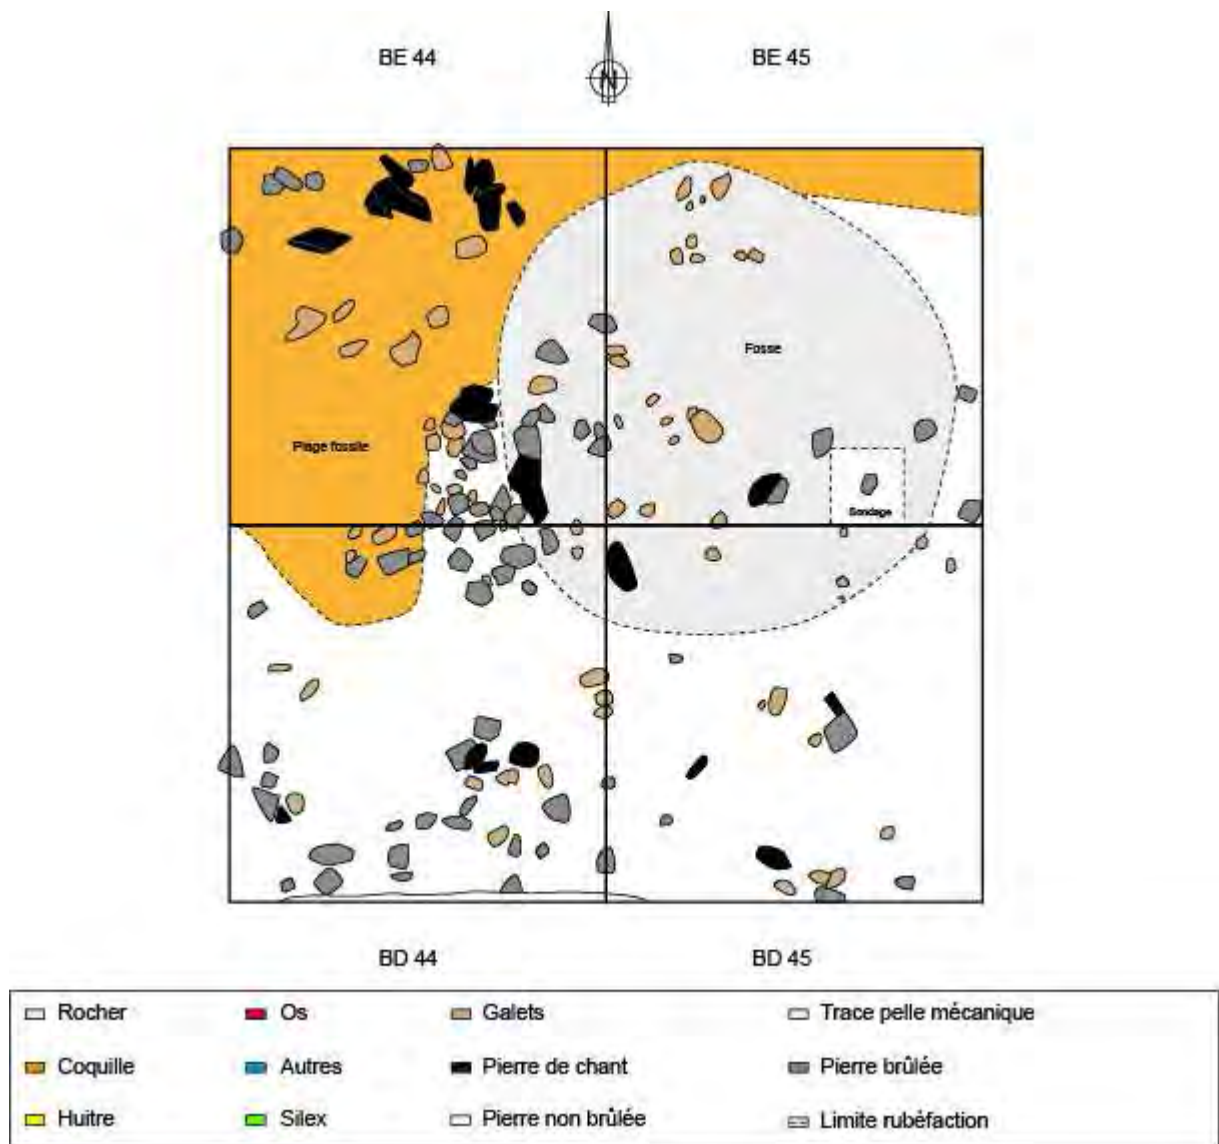 BE 44 BE 45
N
Fosse
Plage fossile
Sondage
BD 44 BD 45
Rocher Os Galets Trace pelle mécanique
Coquille Autres Pierre de chant Pierre brûlée
Huitre Silex Pierre non brûlée Limite rubéfaction